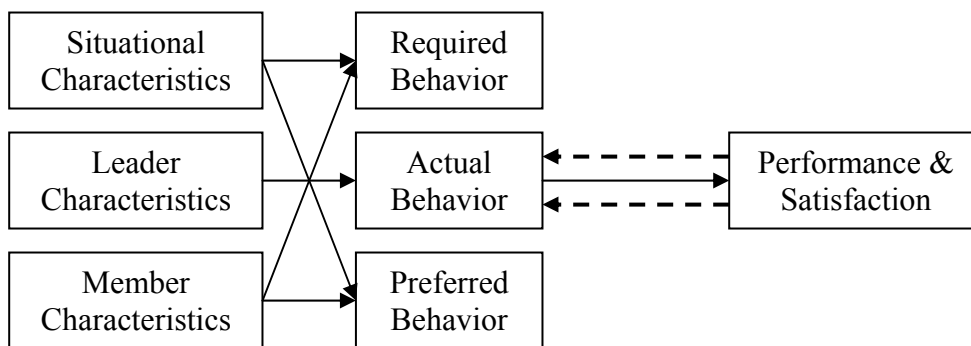 Situational
Characteristics
Required
Behavior
Leader
Characteristics
Actual
Behavior
Performance &
Satisfaction
Member
Characteristics
Preferred
Behavior